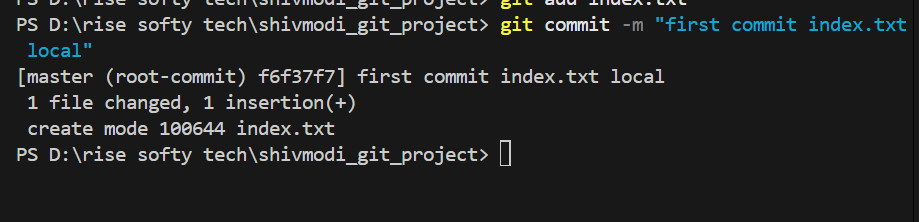 PS D:\rise softy tech\shivmodi_git_project> git add index.txt
PS D:\rise softy tech\shivmodi_git_project> git commit -m "first commit index.txt
 local"
[master (root-commit) f6f37f7] first commit index.txt local
 1 file changed, 1 insertion(+)
 create mode 100644 index.txt
PS D:\rise softy tech\shivmodi_git_project>